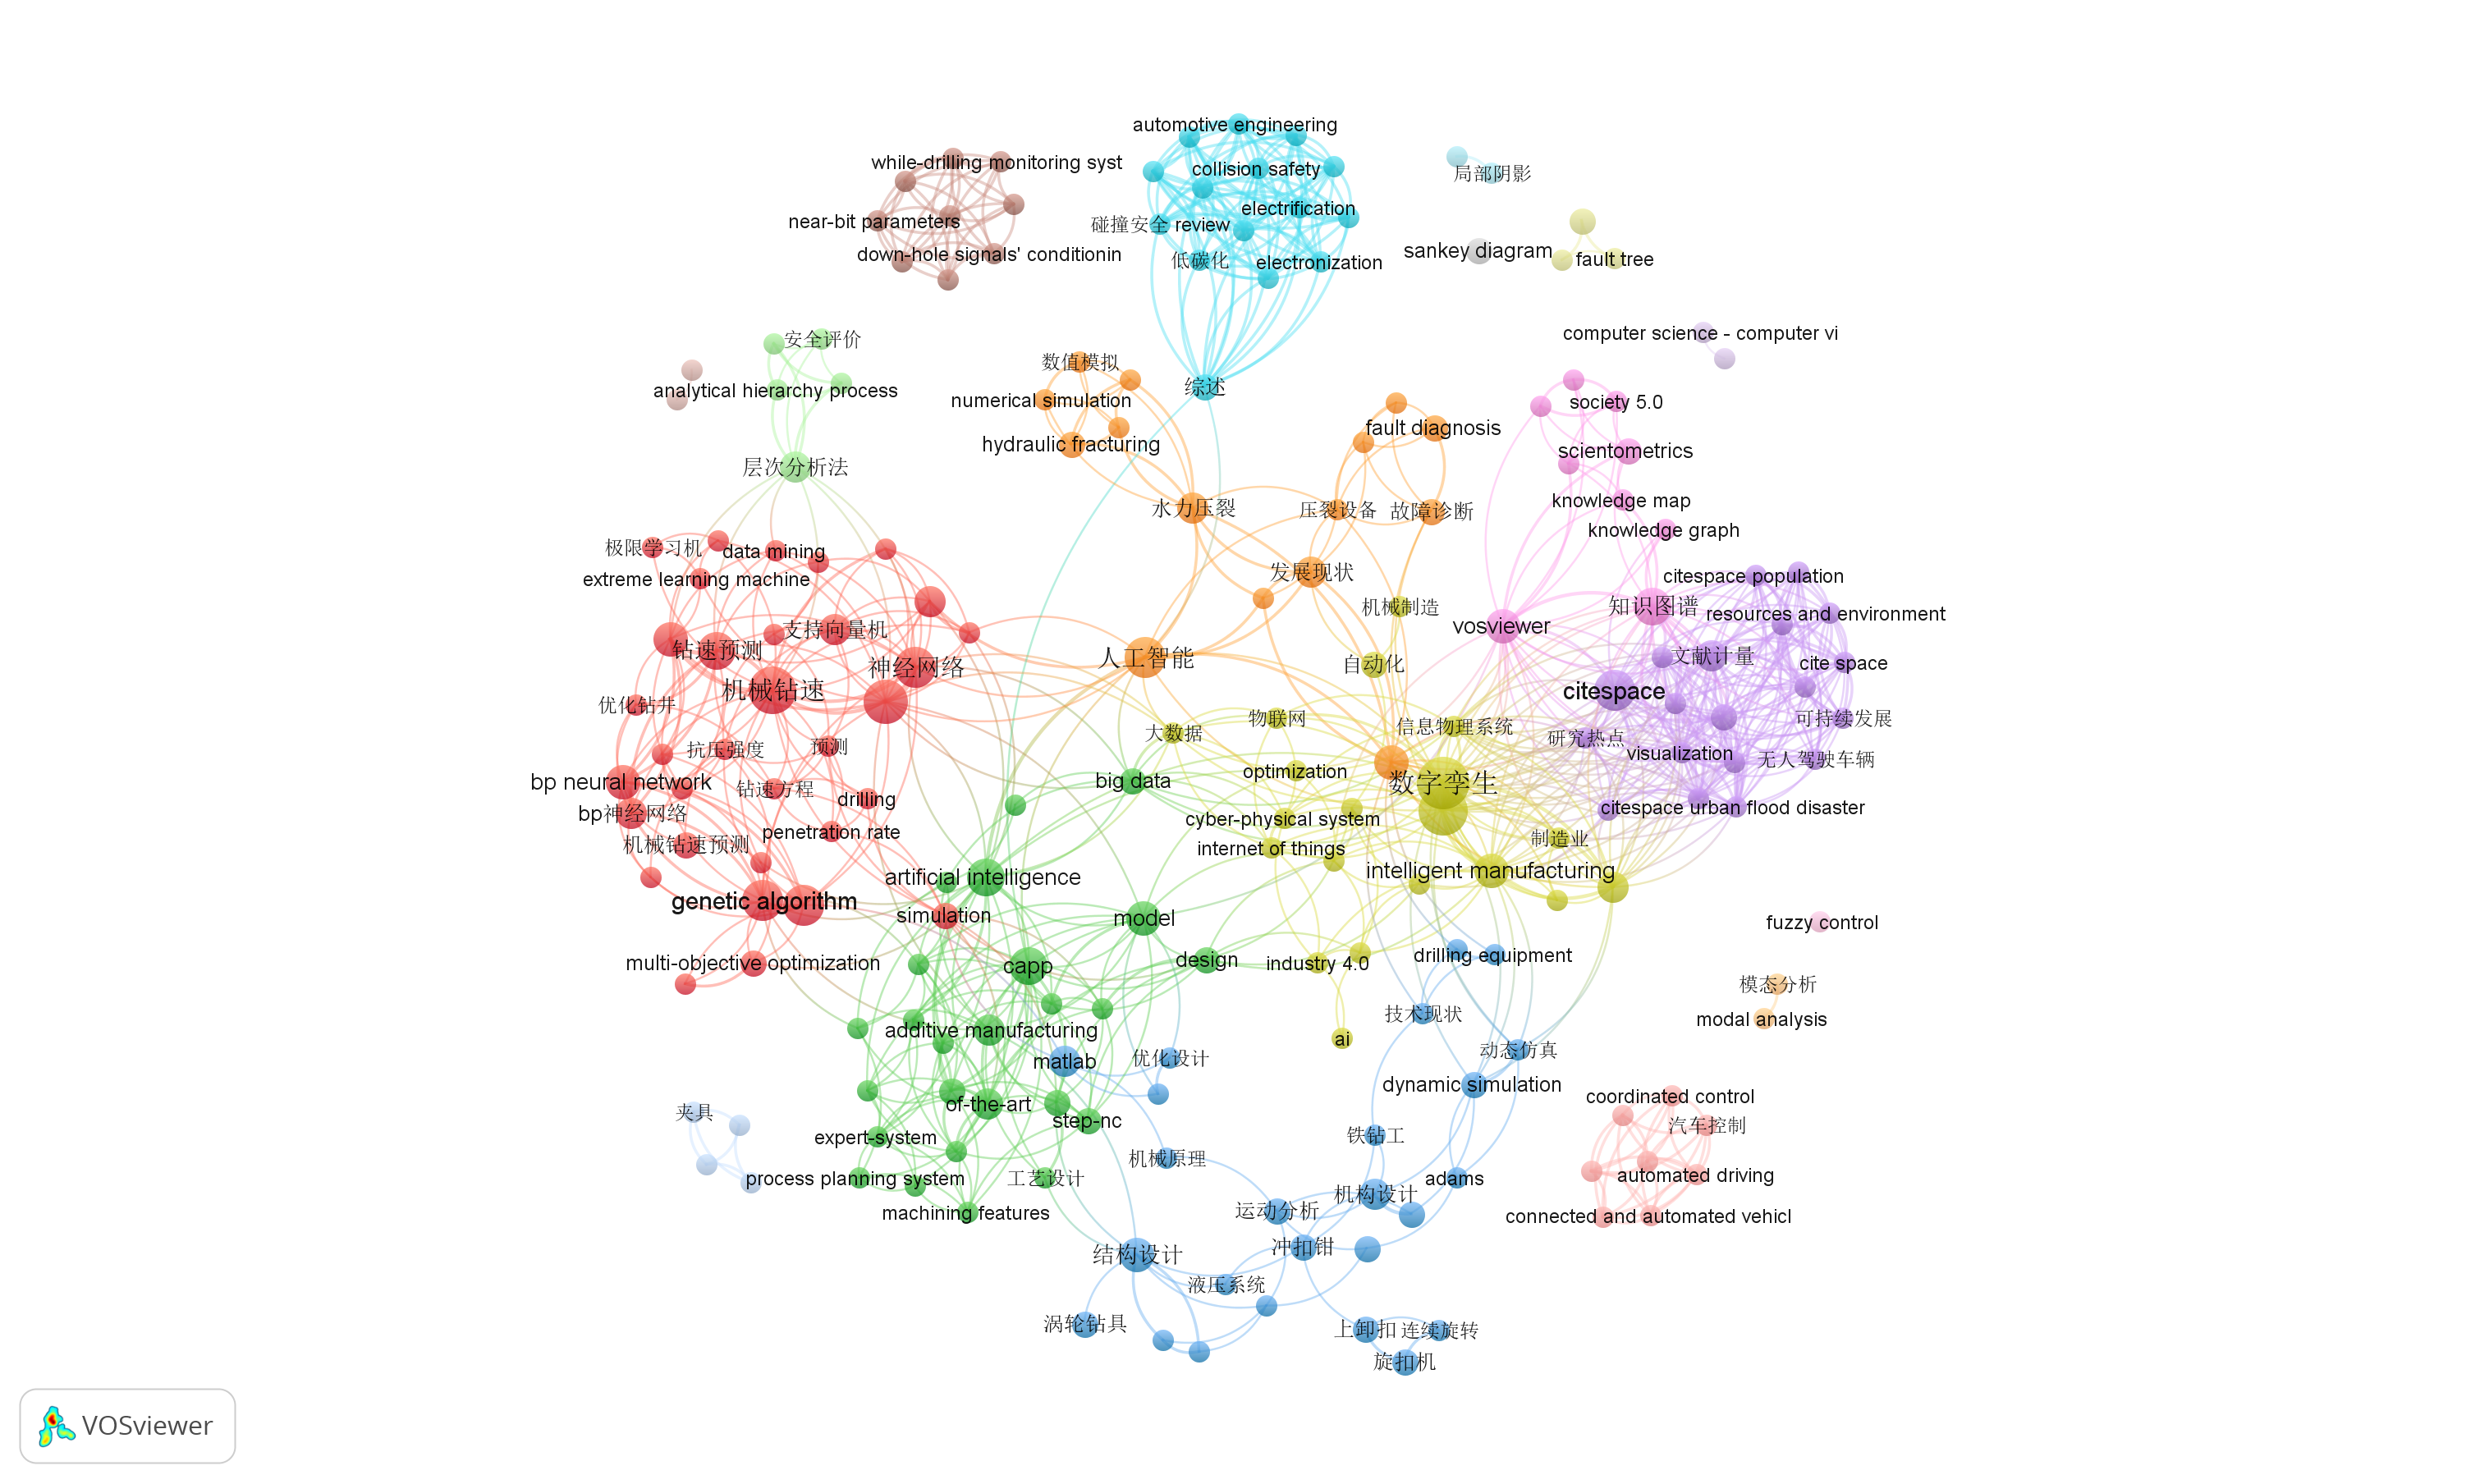 automotive engineering
while-drilling monitoring syst
collision safety
局部阴影
electrification
near-bit parameters
碰撞安全
review
sankey diagram
down-hole signals' conditionin
低碳化
electronization
fault tree
computer science - computer vi
安全评价
数值模拟
综述
analytical hierarchy process
numerical simulation
society 5.0
fault diagnosis
hydraulic fracturing
scientometrics
层次分析法
knowledge map
水力压裂
压裂设备
故障诊断
knowledge graph
极限学习机
data mining
发展现状
extreme learning machine
citespace population
机械制造
知识图谱
resources and environment
支持向量机
vosviewer
钻速预测
神经网络
人工智能
自动化
文献计量
cite space
机械钻速
citespace
优化钻井
物联网
信息物理系统
可持续发展
大数据
研究热点
抗压强度
预测
visualization
无人驾驶车辆
bp neural network
big data
optimization
数字孪生
钻速方程
drilling
bp神经网络
citespace urban flood disaster
cyber-physical system
penetration rate
制造业
机械钻速预测
internet of things
artificial intelligence
intelligent manufacturing
genetic algorithm
simulation
model
fuzzy control
multi-objective optimization
capp
design
industry 4.0
drilling equipment
模态分析
技术现状
modal analysis
additive manufacturing
ai
matlab
优化设计
动态仿真
dynamic simulation
coordinated control
of-the-art
夹具
step-nc
汽车控制
expert-system
铁钻工
机械原理
process planning system
工艺设计
adams
automated driving
机构设计
machining features
运动分析
connected and automated vehicl
结构设计
冲扣钳
液压系统
涡轮钻具
上卸扣
连续旋转
旋扣机
VOSviewer